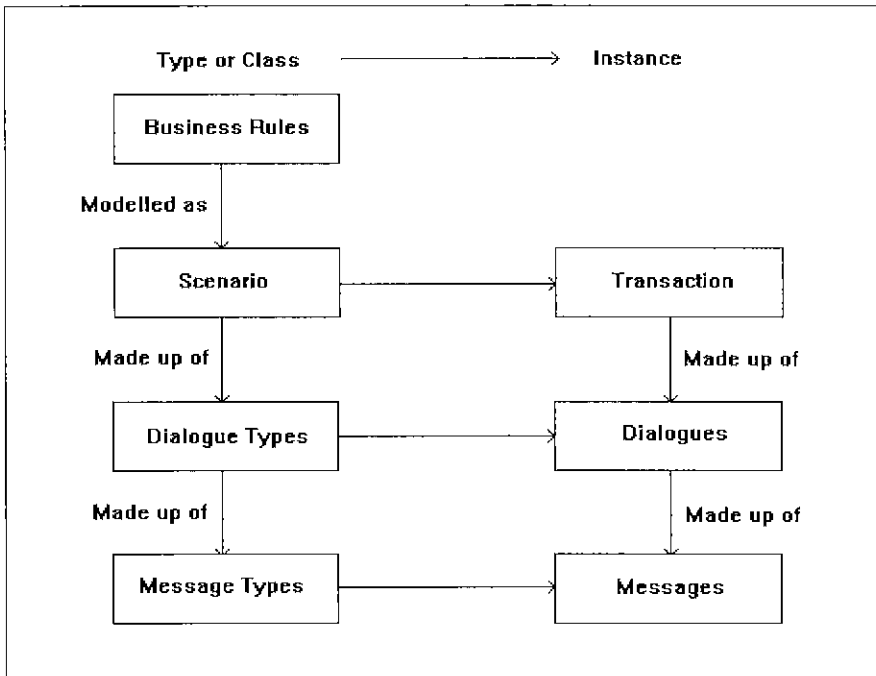 Type or Class
Instance
Business Rules
Modelled as
Scenario
Transaction
Made up of
Made up of
Dialogue Types
Dialogues
Made up of
Made up of
Message Types
Messages